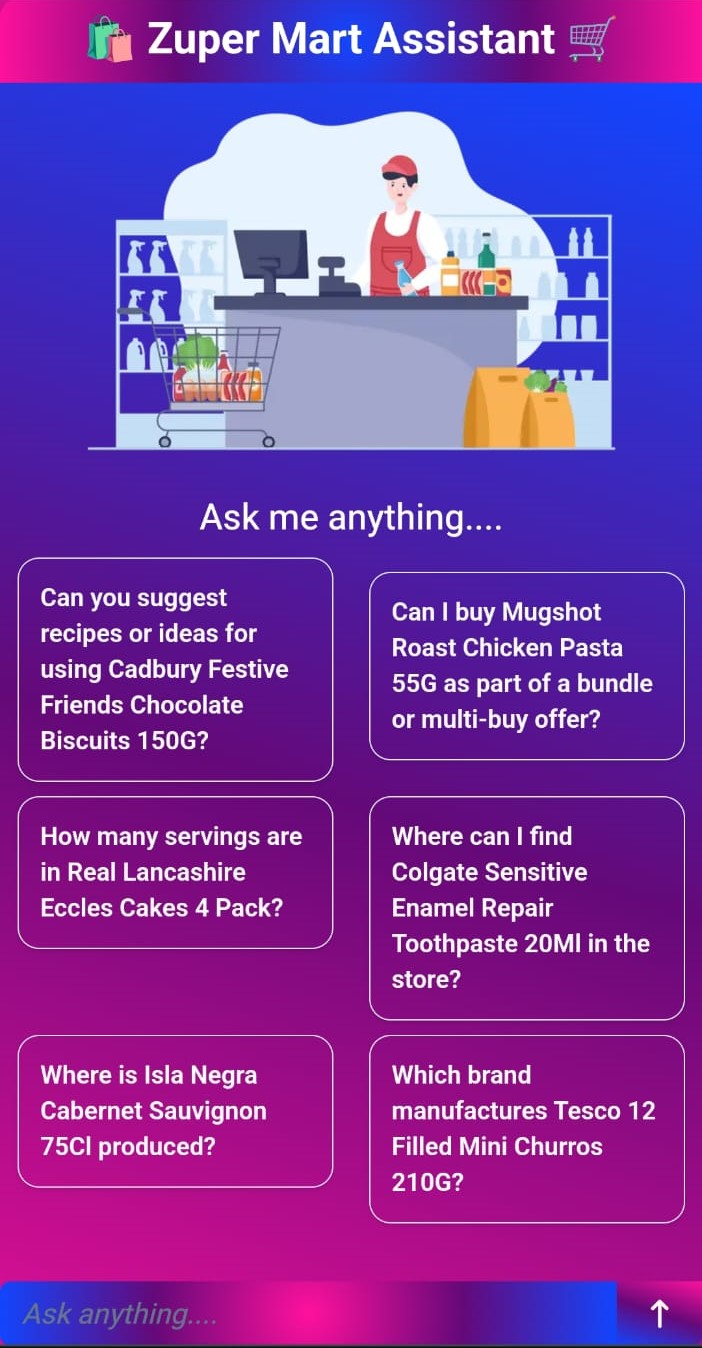 Zuper Mart Assistant
Ask me anything....
Can you suggest
recipes or ideas for
using Cadbury Festive
Friends Chocolate
Biscuits 150G?
Can I buy Mugshot
Roast Chicken Pasta
55G as part of a bundle
or multi-buy offer?
How many servings are
in Real Lancashire
Eccles Cakes 4 Pack?
Where can I find
Colgate Sensitive
Enamel Repair
Toothpaste 20Ml in the
store?
Where is Isla Negra
Cabernet Sauvignon
75Cl produced?
Which brand
manufactures Tesco 12
Filled Mini Churros
210G?
Ask anything....